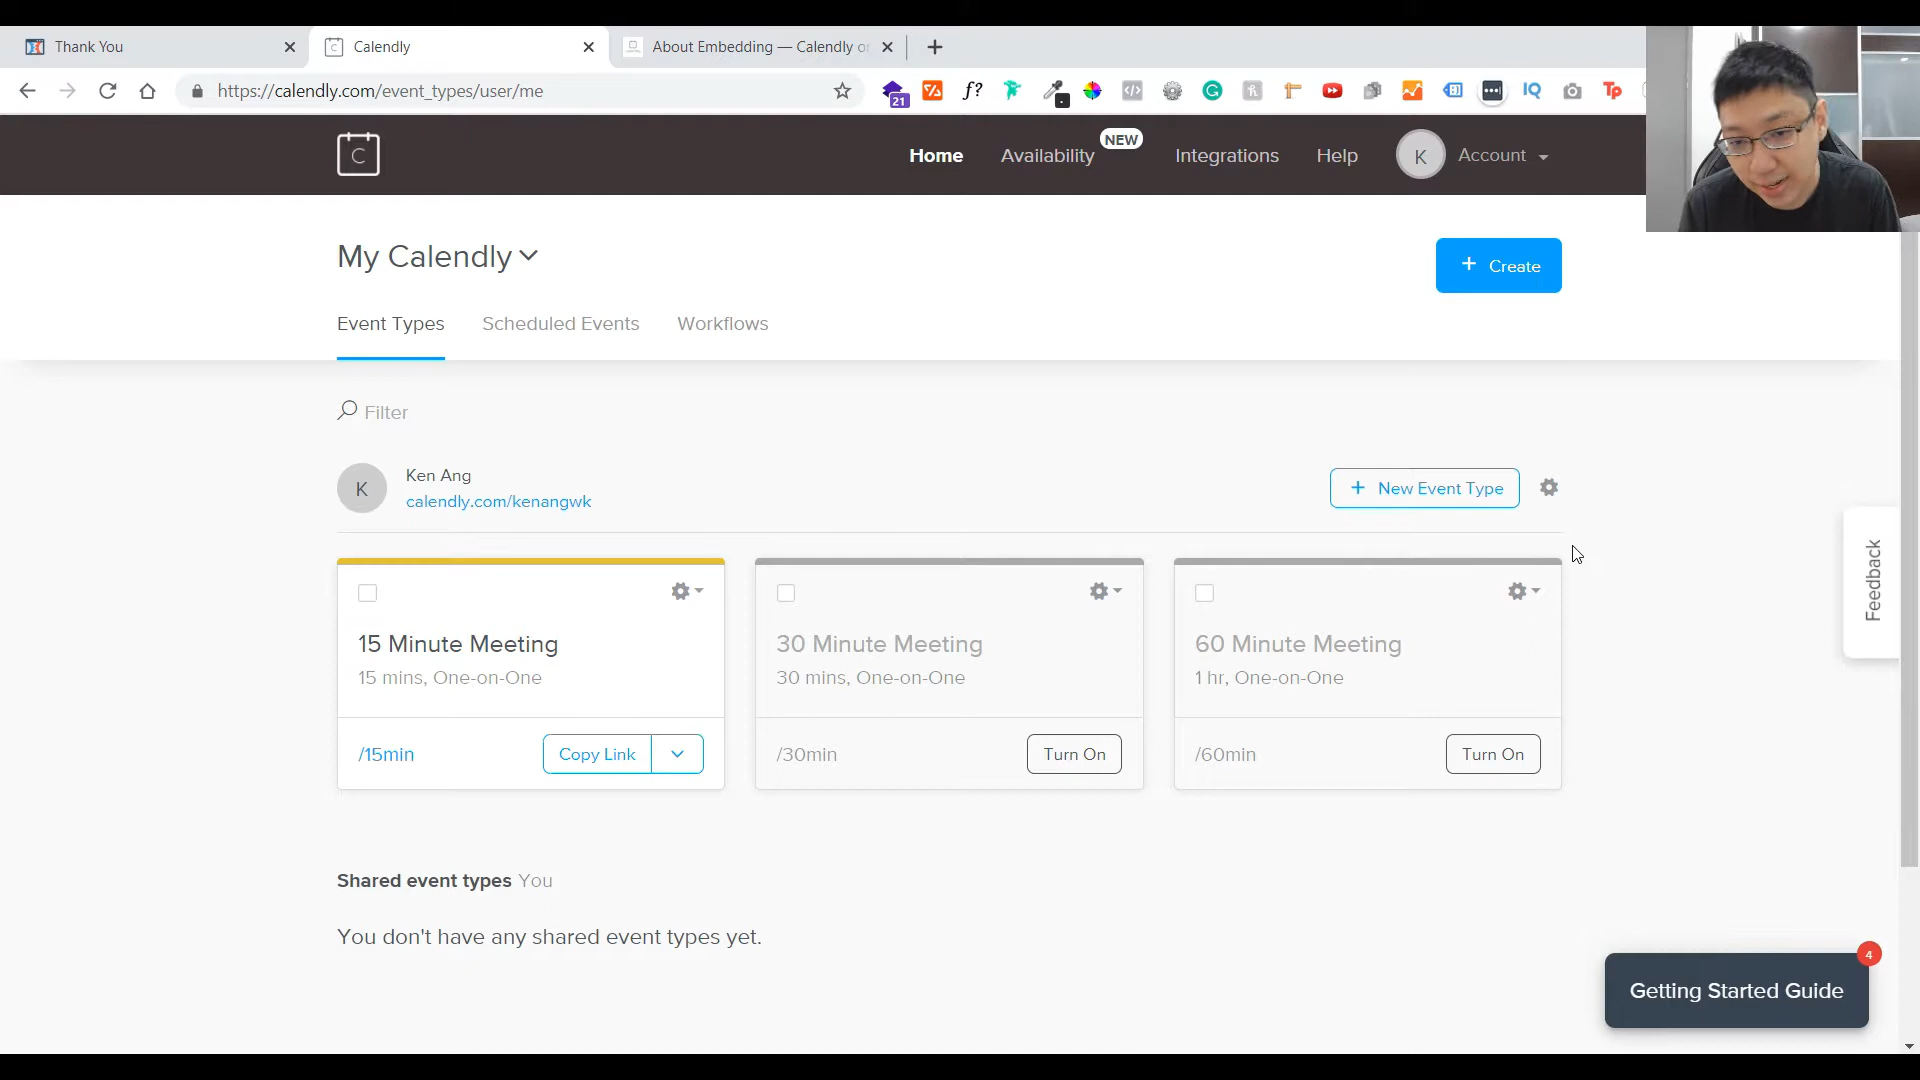 Thank You
Calendly
About Embedding — Calendly
https://calendly.com/event_types/user/me
21
f?
IQ
Tp
C
Home
Availability
NEW
Integrations
Help
K
Account
My Calendly
+ Create
Event Types
Scheduled Events
Workflows
Filter
K
Ken Ang
calendly.com/kenangwk
+ New Event Type
15 Minute Meeting
15 mins, One-on-One
/15min
Copy Link
30 Minute Meeting
30 mins, One-on-One
/30min
Turn On
60 Minute Meeting
1 hr, One-on-One
/60min
Turn On
Feedback
Shared event types You
You don't have any shared event types yet.
4
Getting Started Guide